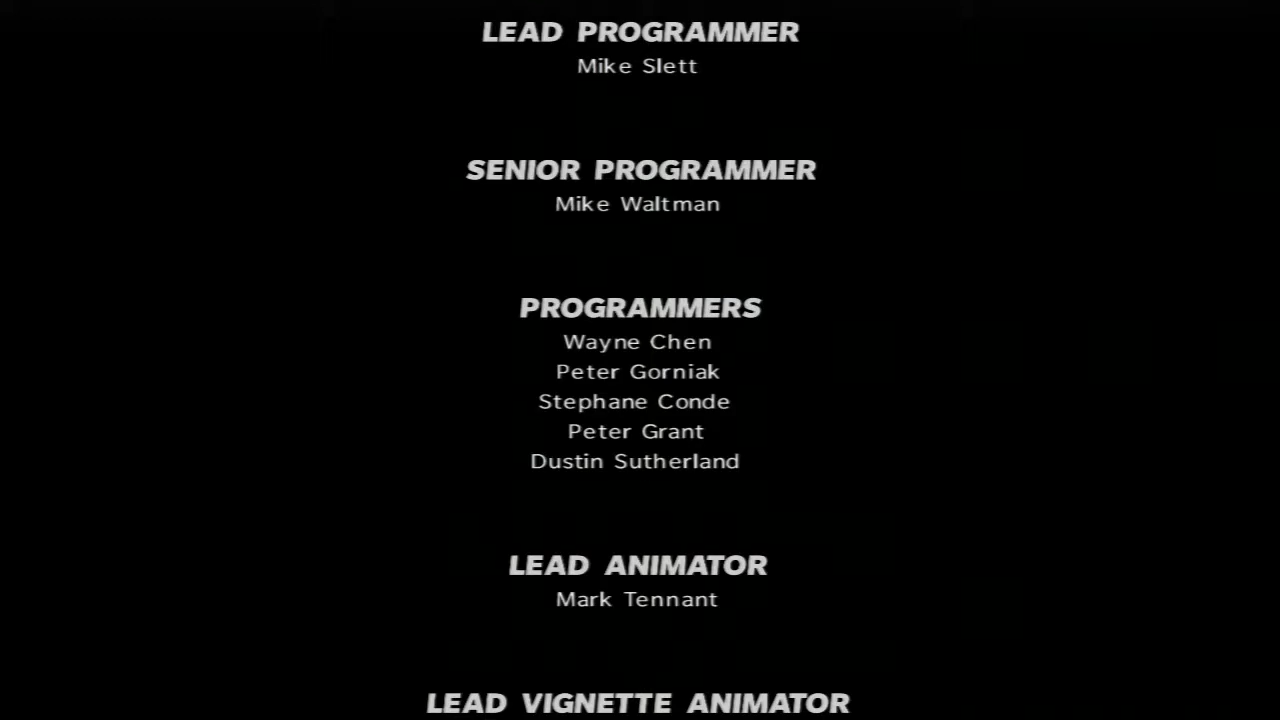 LEAD PROGRAMMER
Mike Slett
SENIOR PROGRAMMER
Mike Waltman
PROGRAMMERS
Wayne Chen
Peter Gorniak
Stephane Conde
Peter Grant
Dustin Sutherland
LEAD ANIMATOR
Mark Tennant
LEAD VIGNETTE ANIMATOR